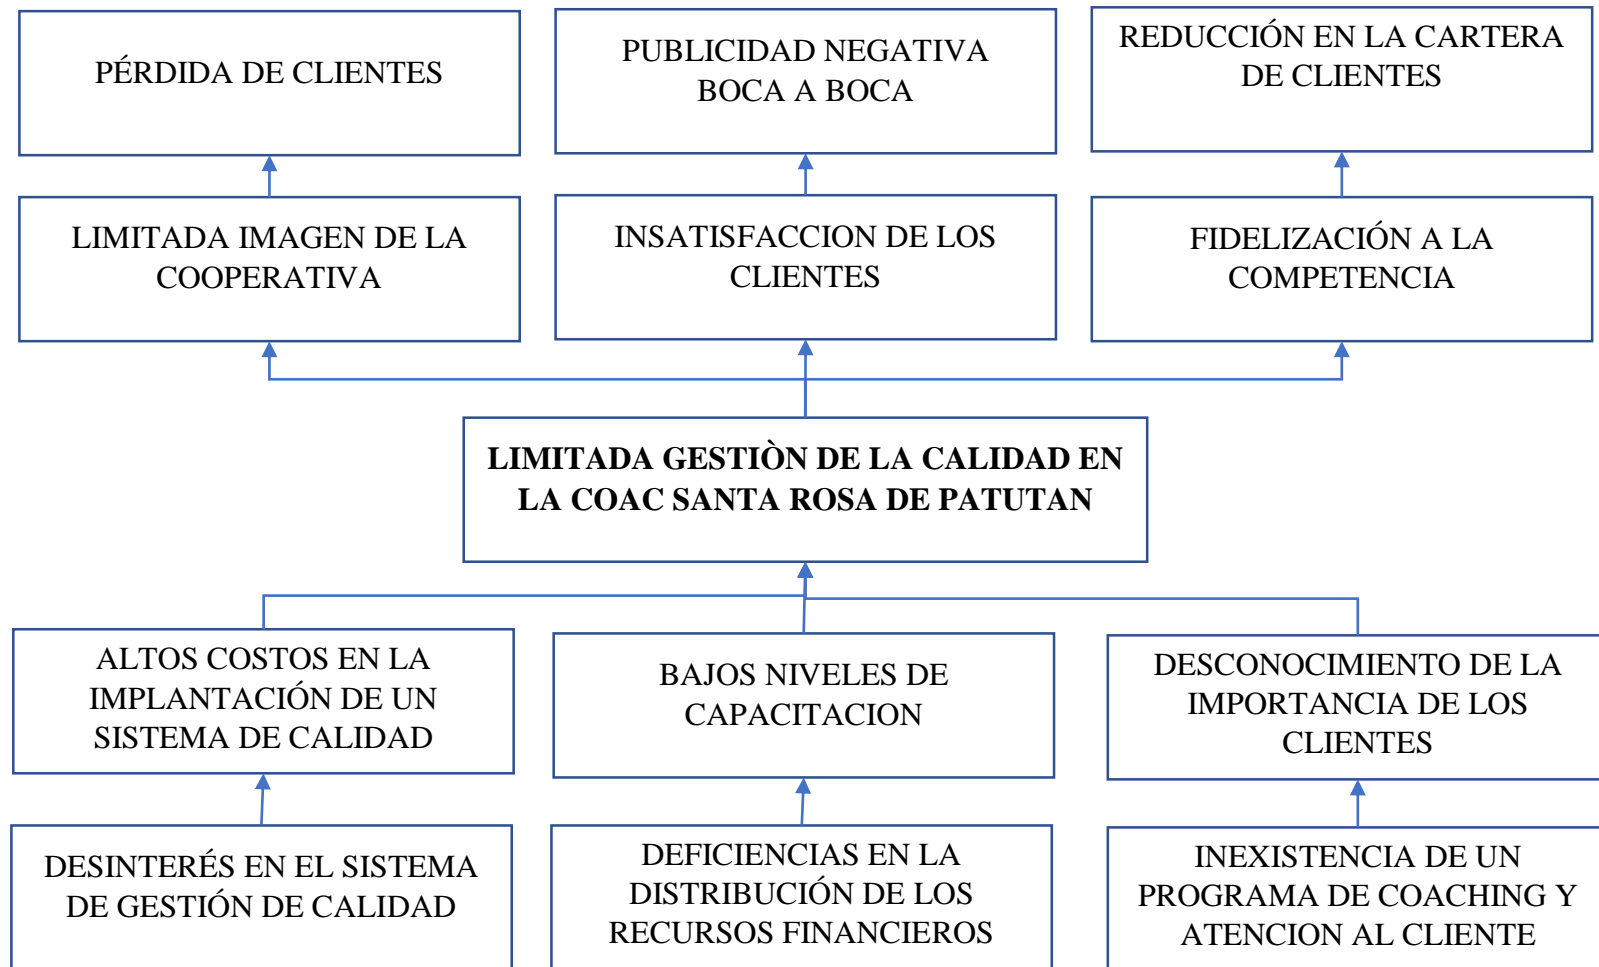 PÉRDIDA DE CLIENTES
PUBLICIDAD NEGATIVA
BOCA A BOCA
REDUCCIÓN EN LA CARTERA
DE CLIENTES
LIMITADA IMAGEN DE LA
COOPERATIVA
INSATISFACCION DE LOS
CLIENTES
FIDELIZACIÓN A LA
COMPETENCIA
LIMITADA GESTIÒN DE LA CALIDAD EN
LA COAC SANTA ROSA DE PATUTAN
ALTOS COSTOS EN LA
IMPLANTACIÓN DE UN
SISTEMA DE CALIDAD
BAJOS NIVELES DE
CAPACITACION
DESCONOCIMIENTO DE LA
IMPORTANCIA DE LOS
CLIENTES
DESINTERÉS EN EL SISTEMA
DE GESTIÓN DE CALIDAD
DEFICIENCIAS EN LA
DISTRIBUCIÓN DE LOS
RECURSOS FINANCIEROS
INEXISTENCIA DE UN
PROGRAMA DE COACHING Y
ATENCION AL CLIENTE